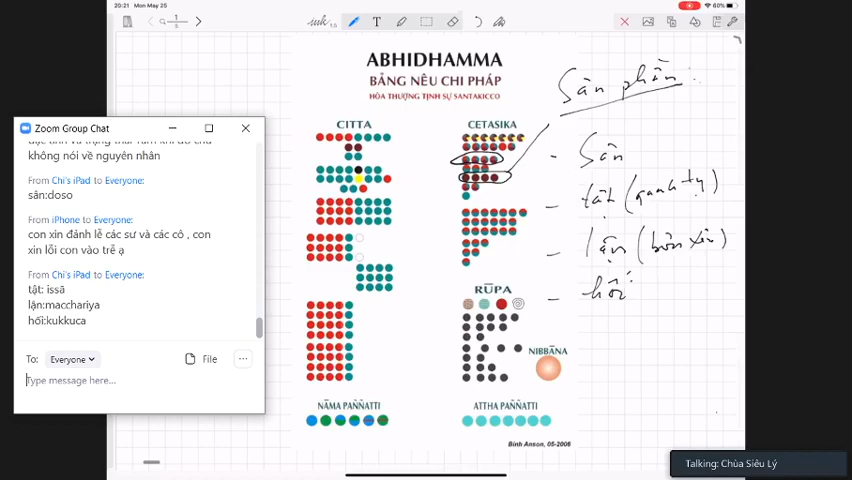 20:21 Mon May 25
60%
1
5
T
ABHIDHAMMA
BẢNG NÊU CHI PHÁP
HÒA THƯỢNG TỊNH SỰ SANTAKICCO
CITTA
CETASIKA
RŪPA
NIBBĀNA
NĀMA PAÑÑATTI
ATTHA PAÑÑATTI
Binh Anson, 05-2006
Sân phần:
- Sân
- tật (ganh tỵ)
- lận (bỏn xẻn)
- hối
Zoom Group Chat
không nói về nguyên nhân
From Chi's iPad to Everyone:
sân:doso
From iPhone to Everyone:
con xin đánh lễ các sư và các cô , con
xin lỗi con vào trễ ạ
From Chi's iPad to Everyone:
tật: issā
lận:macchariya
hối:kukkuca
To: Everyone
File
Type message here...
Talking: Chùa Siêu Lý